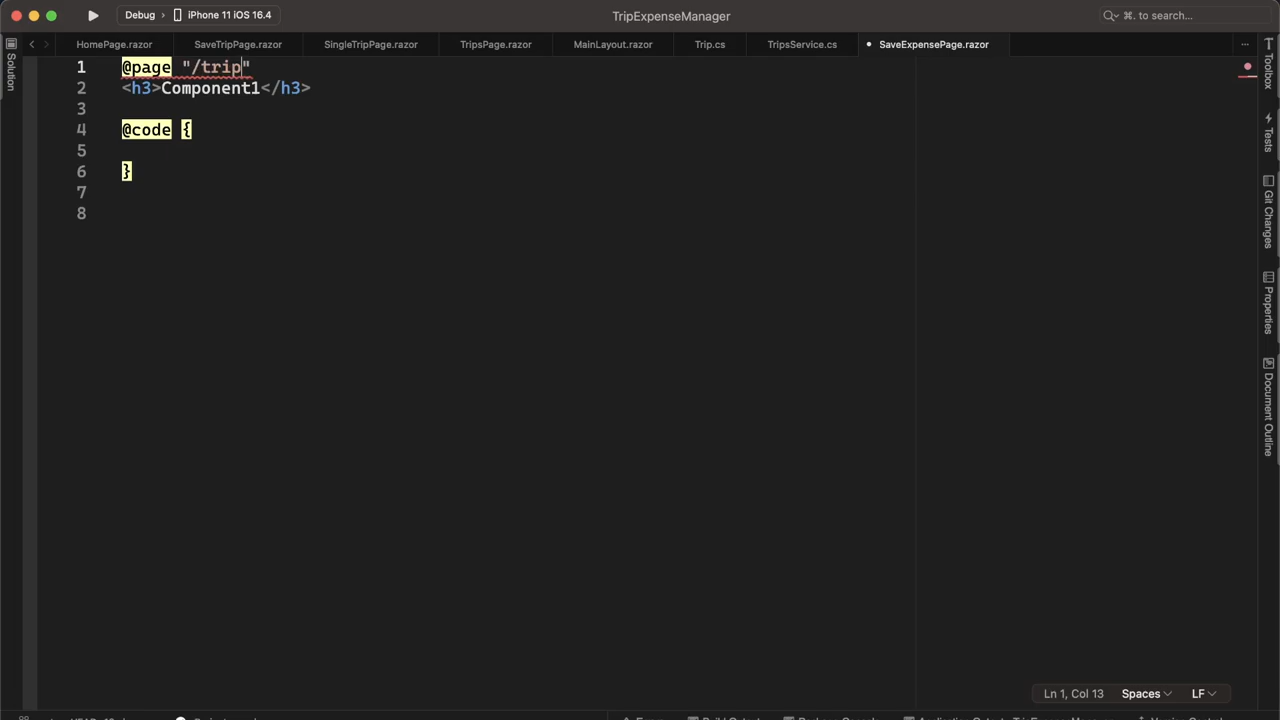 Debug > iPhone 11 iOS 16.4
TripExpenseManager
⌘. to search...
HomePage.razor
SaveTripPage.razor
SingleTripPage.razor
TripsPage.razor
MainLayout.razor
Trip.cs
TripsService.cs
SaveExpensePage.razor
Solution
1 @page "/trip"
2 <h3>Component1</h3>
3
4 @code {
5
6 }
7
8
Toolbox
Tests
Git Changes
Properties
Document Outline
Ln 1, Col 13
Spaces
LF